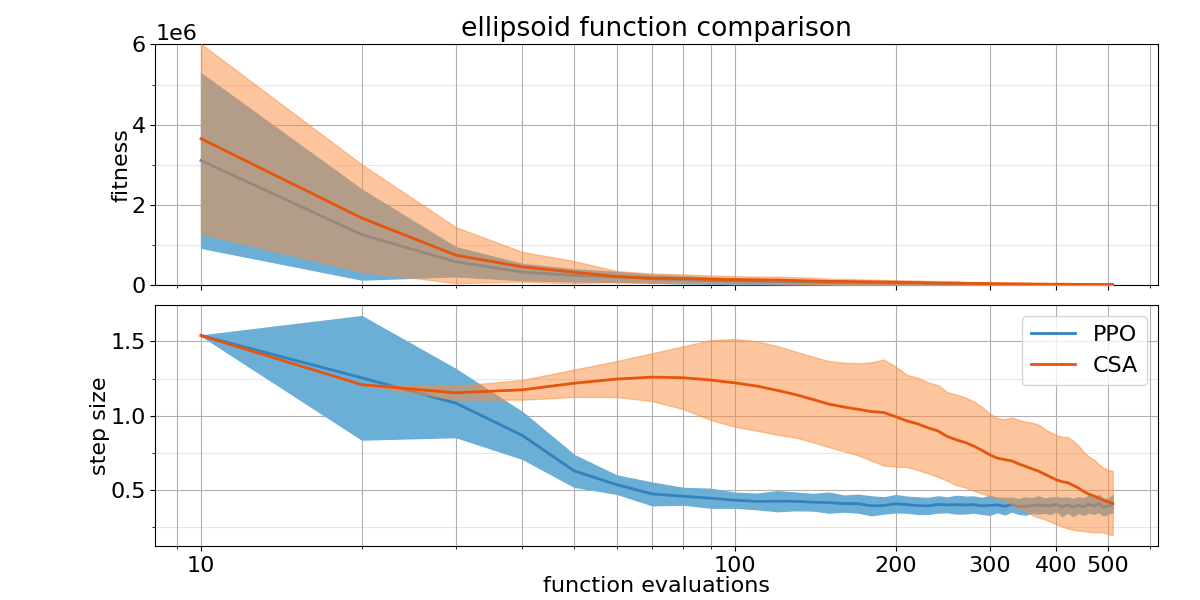 ellipsoid function comparison
1e6
6
4
2
0
fitness
1.5
1.0
0.5
step size
PPO
CSA
10 100 200 300 400 500
function evaluations